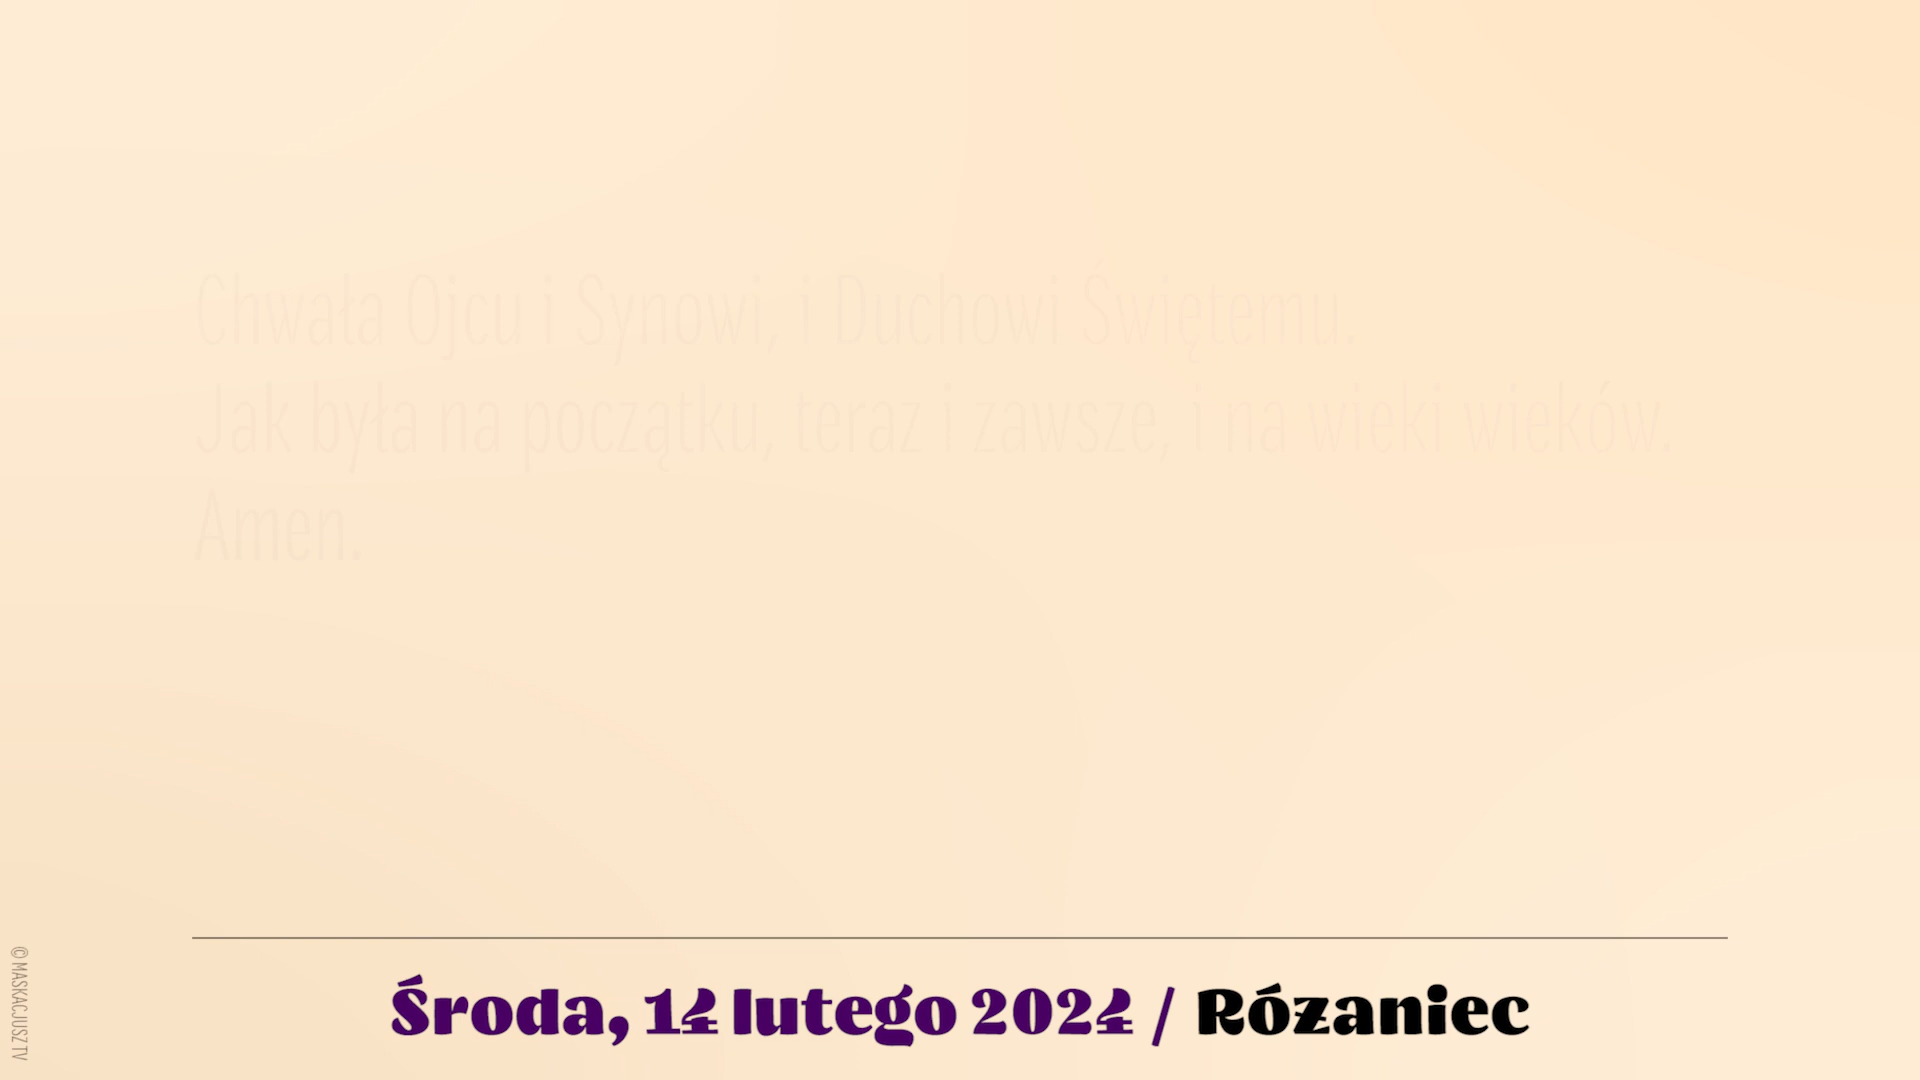 Chwała Ojcu i Synowi, i Duchowi Świętemu.
Jak była na początku, teraz i zawsze, i na wieki wieków.
Amen.
Środa, 14 lutego 2024 / Różaniec
© MASKACJUSZ TV